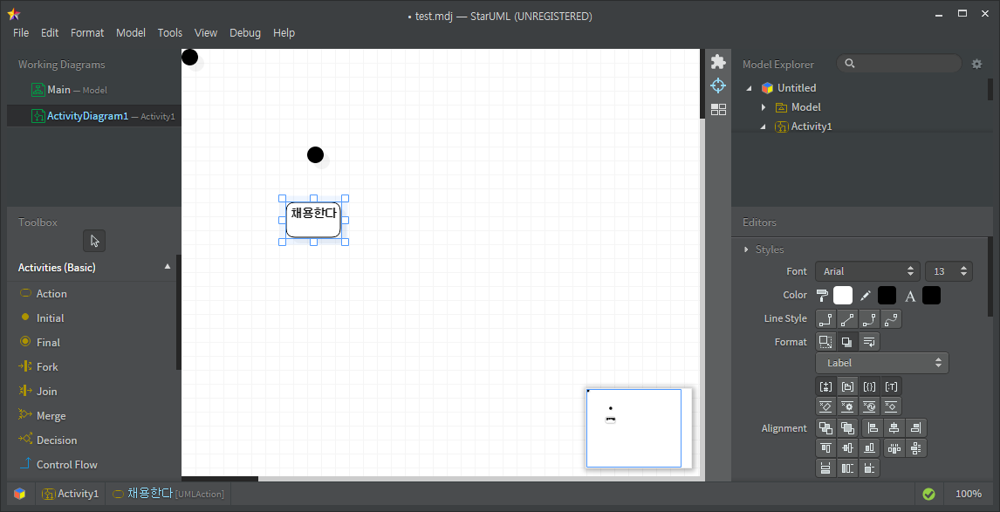 • test.mdj — StarUML (UNREGISTERED)
File Edit Format Model Tools View Debug Help
Working Diagrams
Main — Model
ActivityDiagram1 — Activity1
Toolbox
Activities (Basic)
Action
Initial
Final
Fork
Join
Merge
Decision
Control Flow
채용한다
Model Explorer
Untitled
Model
Activity1
Editors
Styles
Font Arial 13
Color A
Line Style
Format
Label
Alignment
Activity1 채용한다 [UMLAction] 100%